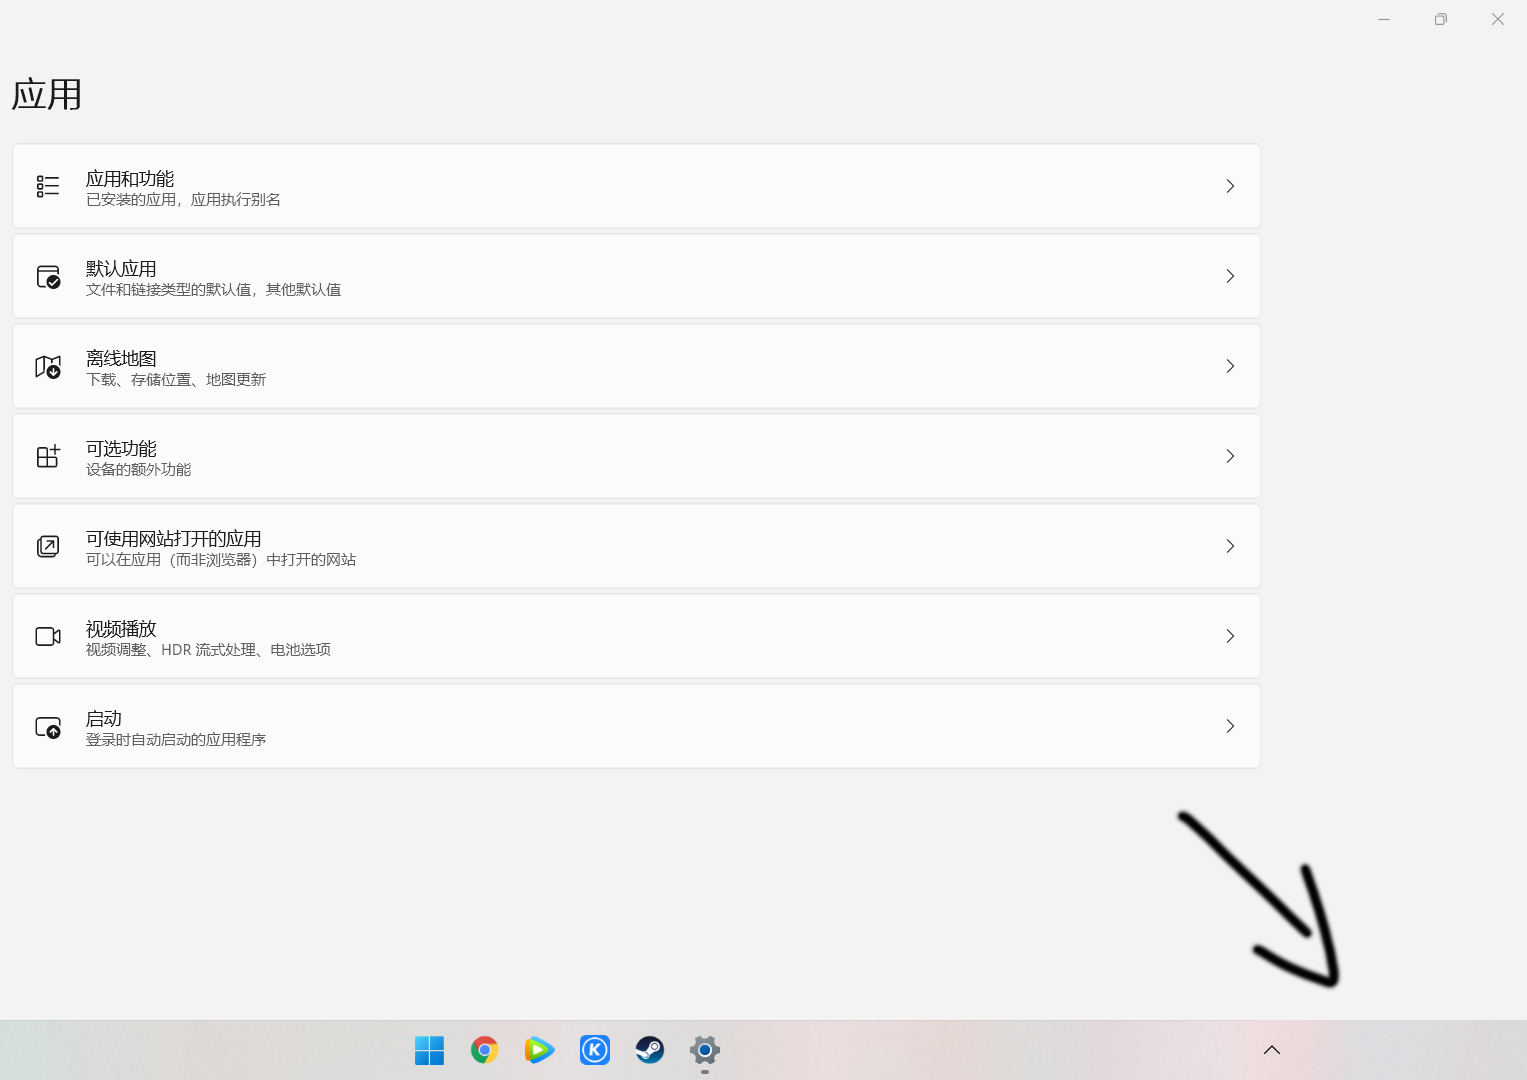 应用
应用和功能
已安装的应用，应用执行别名
默认应用
文件和链接类型的默认值，其他默认值
离线地图
下载、存储位置、地图更新
可选功能
设备的额外功能
可使用网站打开的应用
可以在应用（而非浏览器）中打开的网站
视频播放
视频调整、HDR 流式处理、电池选项
启动
登录时自动启动的应用程序
K